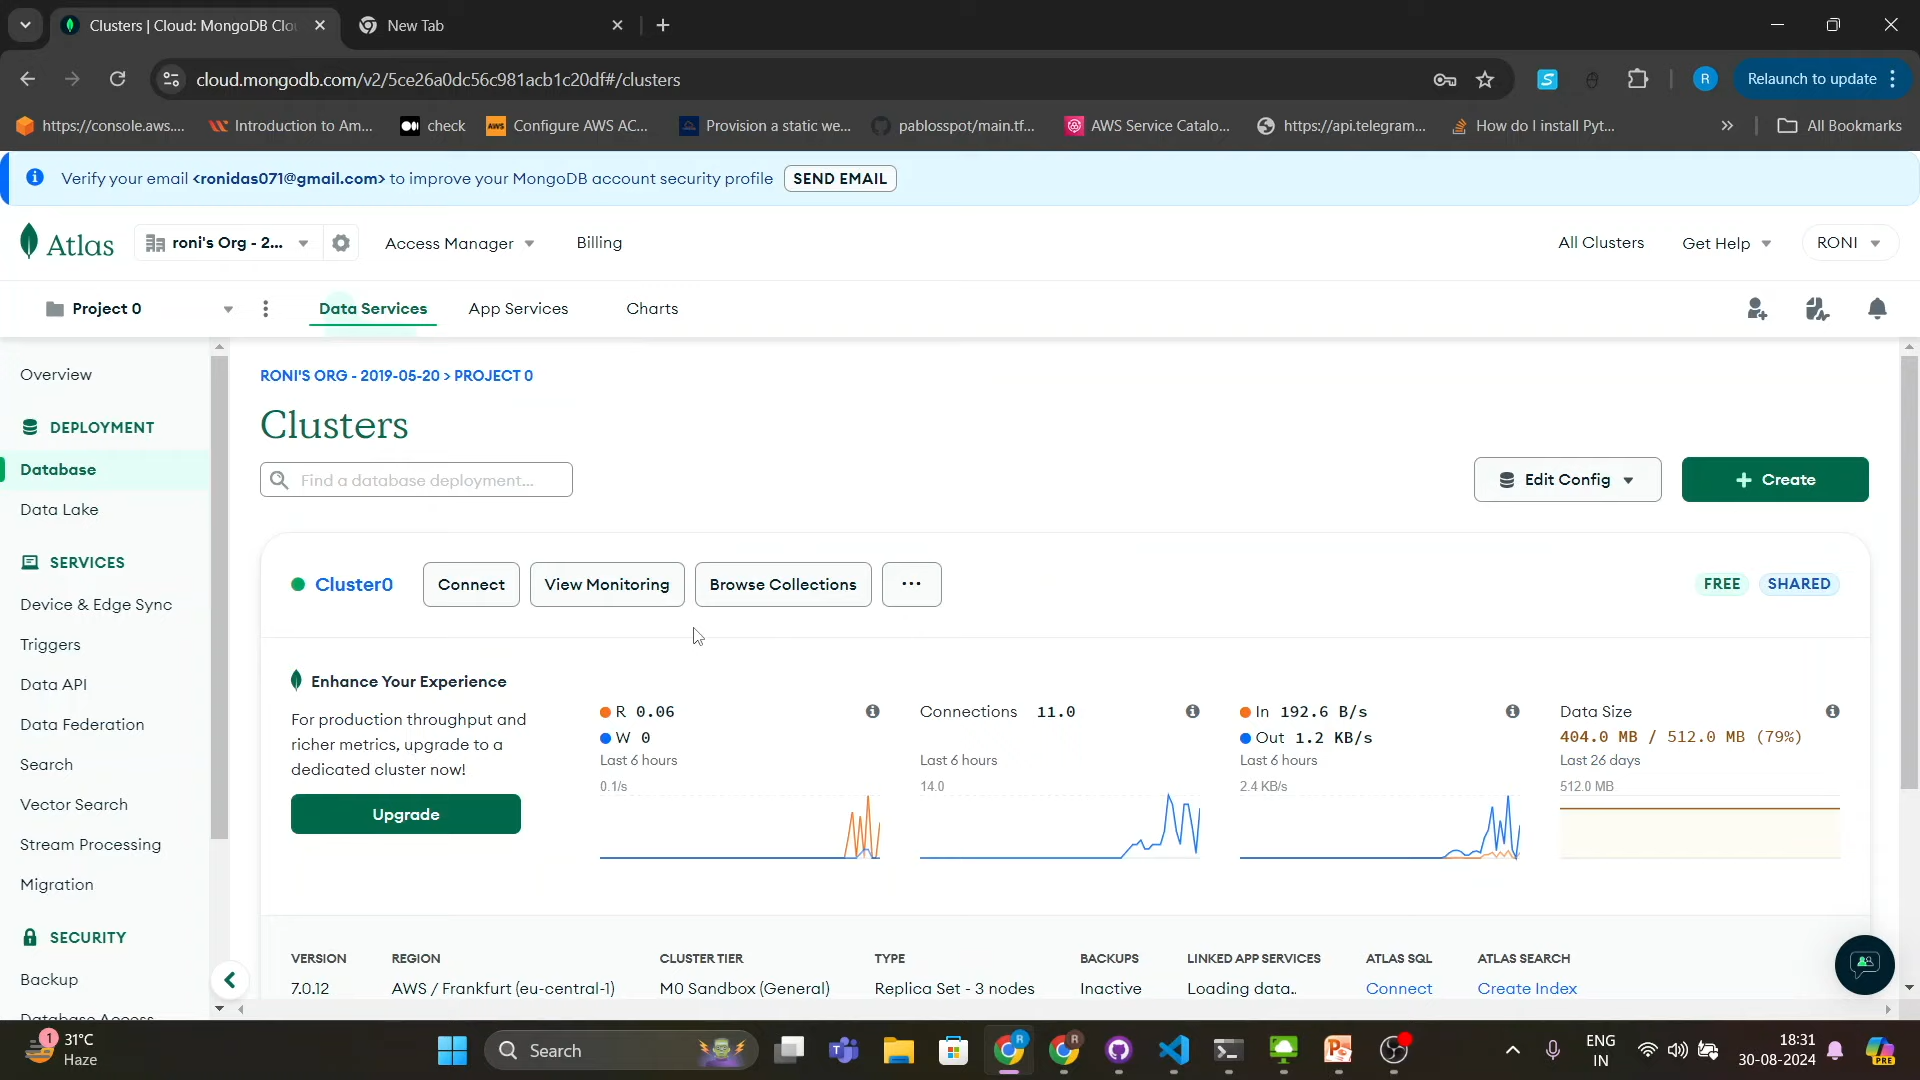 Clusters | Cloud: MongoDB Clo
New Tab
cloud.mongodb.com/v2/5ce26a0dc56c981acb1c20df#/clusters
R
Relaunch to update
https://console.aws....
Introduction to Am...
check
Configure AWS AC...
Provision a static we...
pablosspot/main.tf...
AWS Service Catalo...
https://api.telegram...
How do I install Pyt...
All Bookmarks
Verify your email <ronidas071@gmail.com> to improve your MongoDB account security profile
SEND EMAIL
Atlas
roni's Org - 2...
Access Manager
Billing
All Clusters
Get Help
RONI
Project 0
Data Services
App Services
Charts
Overview
DEPLOYMENT
Database
Data Lake
SERVICES
Device & Edge Sync
Triggers
Data API
Data Federation
Search
Vector Search
Stream Processing
Migration
SECURITY
Backup
Database Access
RONI'S ORG - 2019-05-20 > PROJECT 0
Clusters
Find a database deployment...
Edit Config
+ Create
Cluster0
Connect
View Monitoring
Browse Collections
...
FREE
SHARED
Enhance Your Experience
For production throughput and
richer metrics, upgrade to a
dedicated cluster now!
Upgrade
R 0.06
W 0
Last 6 hours
0.1/s
Connections 11.0
Last 6 hours
14.0
In 192.6 B/s
Out 1.2 KB/s
Last 6 hours
2.4 KB/s
Data Size
404.0 MB / 512.0 MB (79%)
Last 26 days
512.0 MB
VERSION
REGION
CLUSTER TIER
TYPE
BACKUPS
LINKED APP SERVICES
ATLAS SQL
ATLAS SEARCH
7.0.12
AWS / Frankfurt (eu-central-1)
M0 Sandbox (General)
Replica Set - 3 nodes
Inactive
Loading data..
Connect
Create Index
1
31°C
Haze
Search
ENG
IN
18:31
30-08-2024
PRE